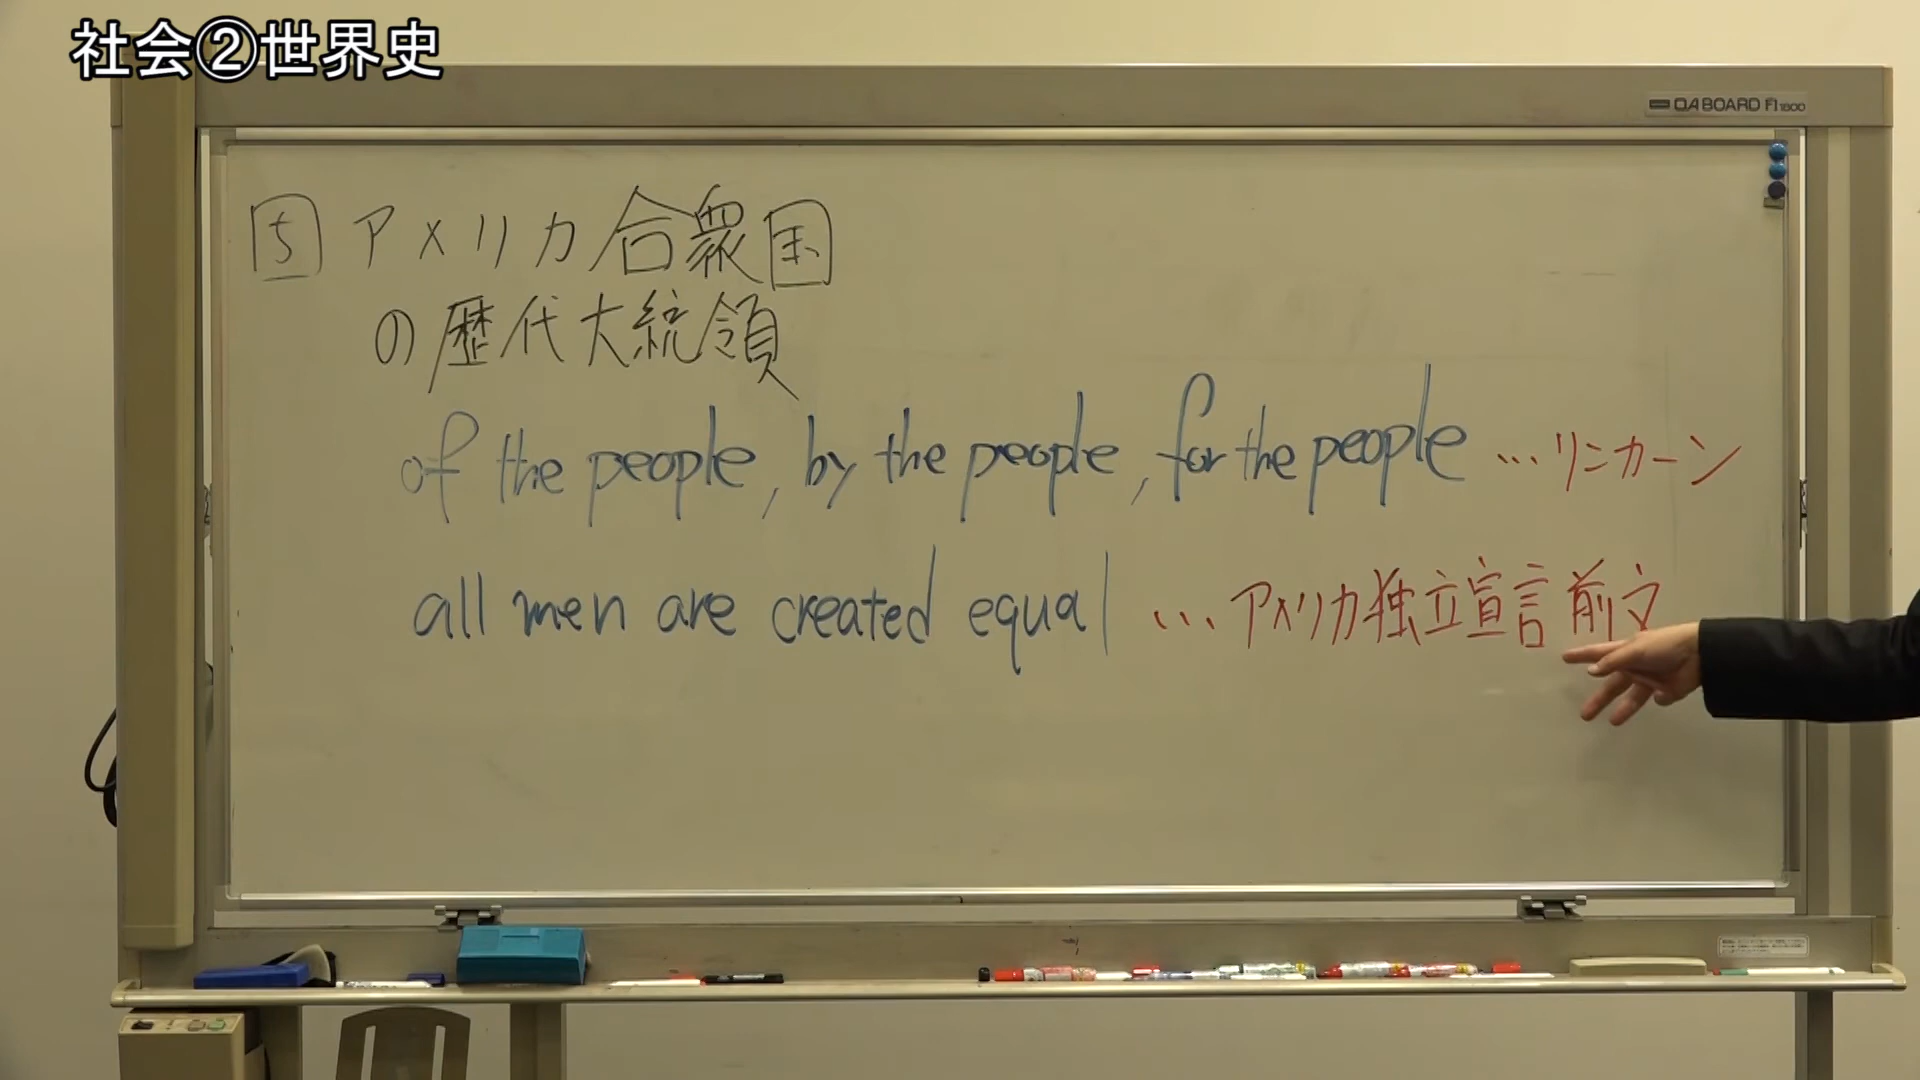 社会②世界史
QA BOARD F1 1800
5 アメリカ合衆国
の歴代大統領
of the people, by the people, for the people …リンカーン
all men are created equal …アメリカ独立宣言前文